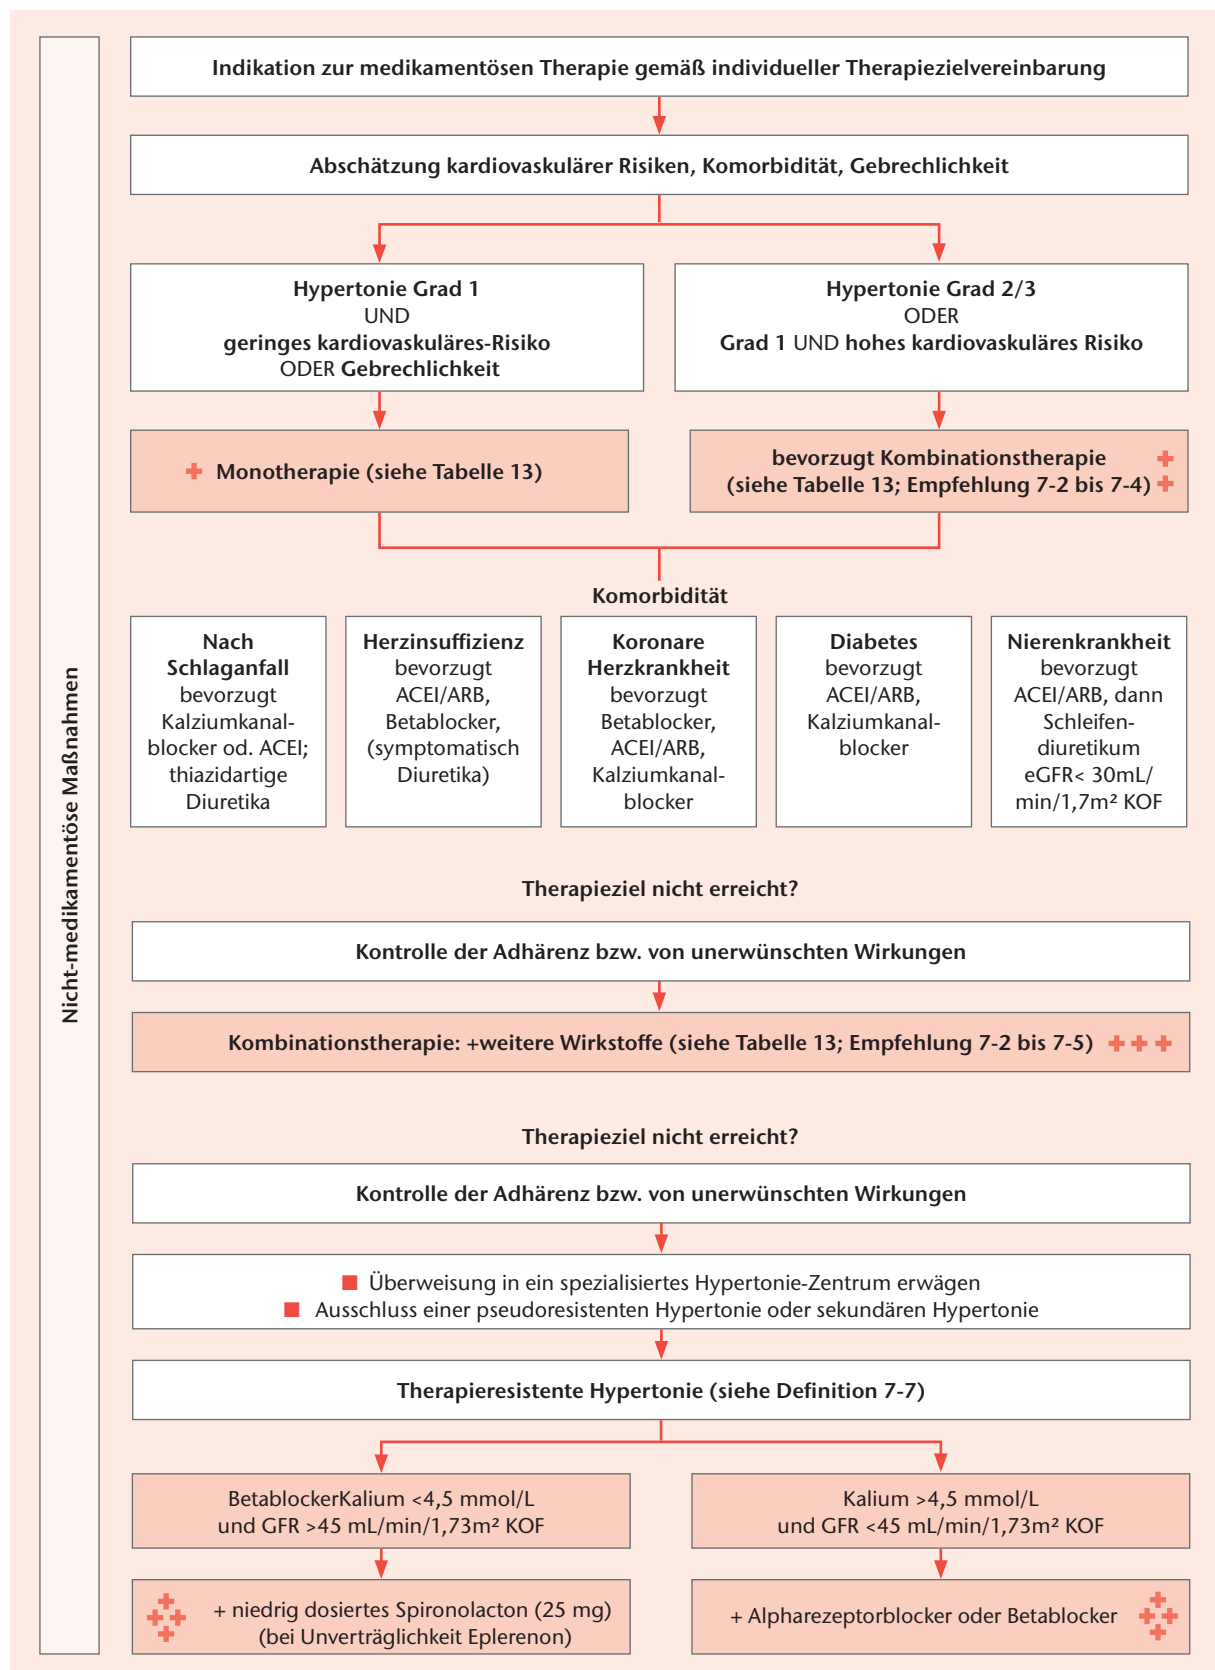 Nicht-medikamentöse Maßnahmen
Indikation zur medikamentösen Therapie gemäß individueller Therapiezielvereinbarung
Abschätzung kardiovaskulärer Risiken, Komorbidität, Gebrechlichkeit
Hypertonie Grad 1
UND
geringes kardiovaskuläres-Risiko
ODER Gebrechlichkeit
Hypertonie Grad 2/3
ODER
Grad 1 UND hohes kardiovaskuläres Risiko
Monotherapie (siehe Tabelle 13)
bevorzugt Kombinationstherapie
(siehe Tabelle 13; Empfehlung 7-2 bis 7-4)
Komorbidität
Nach
Schlaganfall
bevorzugt
Kalziumkanal-
blocker od. ACEI;
thiazidartige
Diuretika
Herzinsuffizienz
bevorzugt
ACEI/ARB,
Betablocker,
(symptomatisch
Diuretika)
Koronare
Herzkrankheit
bevorzugt
Betablocker,
ACEI/ARB,
Kalziumkanal-
blocker
Diabetes
bevorzugt
ACEI/ARB,
Kalziumkanal-
blocker
Nierenkrankheit
bevorzugt
ACEI/ARB, dann
Schleifen-
diuretikum
eGFR< 30mL/
min/1,7m² KOF
Therapieziel nicht erreicht?
Kontrolle der Adhärenz bzw. von unerwünschten Wirkungen
Kombinationstherapie: +weitere Wirkstoffe (siehe Tabelle 13; Empfehlung 7-2 bis 7-5)
Therapieziel nicht erreicht?
Kontrolle der Adhärenz bzw. von unerwünschten Wirkungen
Überweisung in ein spezialisiertes Hypertonie-Zentrum erwägen
Ausschluss einer pseudoresistenten Hypertonie oder sekundären Hypertonie
Therapieresistente Hypertonie (siehe Definition 7-7)
BetablockerKalium <4,5 mmol/L
und GFR >45 mL/min/1,73m² KOF
Kalium >4,5 mmol/L
und GFR <45 mL/min/1,73m² KOF
+ niedrig dosiertes Spironolacton (25 mg)
(bei Unverträglichkeit Eplerenon)
+ Alpharezeptorblocker oder Betablocker